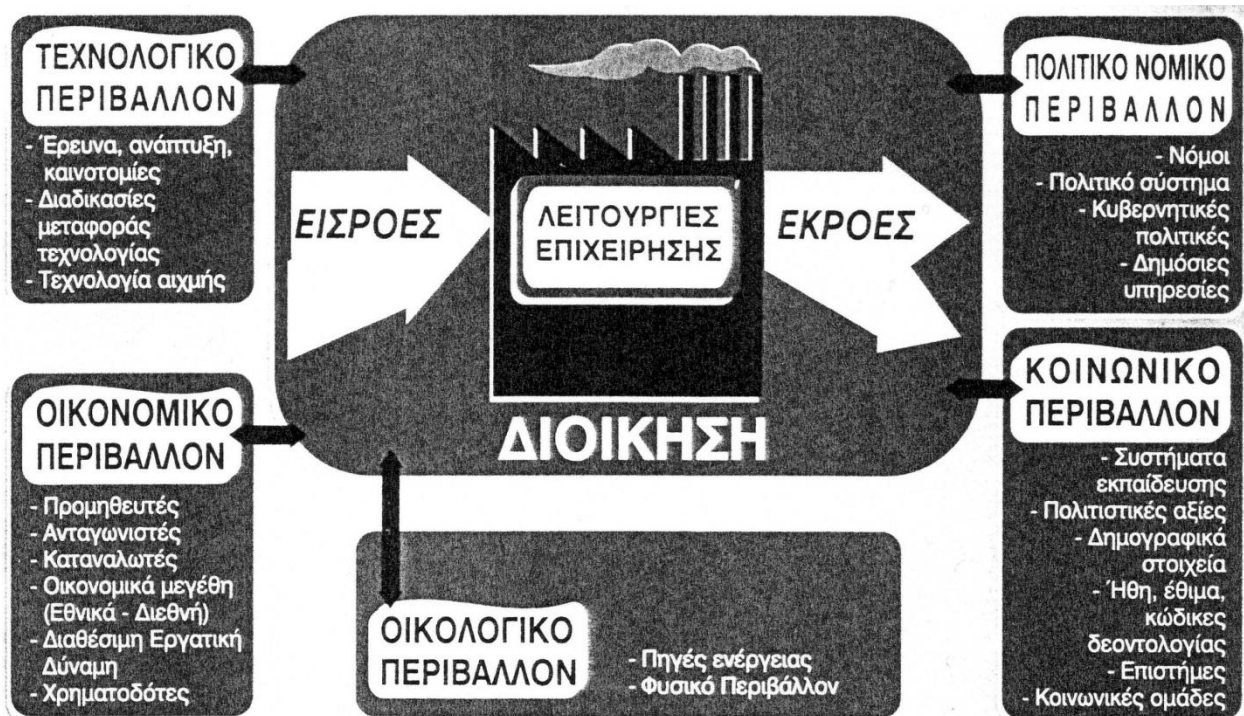 ΤΕΧΝΟΛΟΓΙΚΟ
ΠΕΡΙΒΑΛΛΟΝ
- Έρευνα, ανάπτυξη,
καινοτομίες
- Διαδικασίες
μεταφοράς
τεχνολογίας
- Τεχνολογία αιχμής
ΟΙΚΟΝΟΜΙΚΟ
ΠΕΡΙΒΑΛΛΟΝ
- Προμηθευτές
- Ανταγωνιστές
- Καταναλωτές
- Οικονομικά μεγέθη
(Εθνικά - Διεθνή)
- Διαθέσιμη Εργατική
Δύναμη
- Χρηματοδότες
ΕΙΣΡΟΕΣ
ΛΕΙΤΟΥΡΓΙΕΣ
ΕΠΙΧΕΙΡΗΣΗΣ
ΕΚΡΟΕΣ
ΔΙΟΙΚΗΣΗ
ΟΙΚΟΛΟΓΙΚΟ
ΠΕΡΙΒΑΛΛΟΝ
- Πηγές ενέργειας
- Φυσικό Περιβάλλον
ΠΟΛΙΤΙΚΟ ΝΟΜΙΚΟ
ΠΕΡΙΒΑΛΛΟΝ
- Νόμοι
- Πολιτικό σύστημα
- Κυβερνητικές
πολιτικές
- Δημόσιες
υπηρεσίες
ΚΟΙΝΩΝΙΚΟ
ΠΕΡΙΒΑΛΛΟΝ
- Συστήματα
εκπαίδευσης
- Πολιτιστικές αξίες
- Δημογραφικά
στοιχεία
- Ήθη, έθιμα,
κώδικες
δεοντολογίας
- Επιστήμες
- Κοινωνικές ομάδες